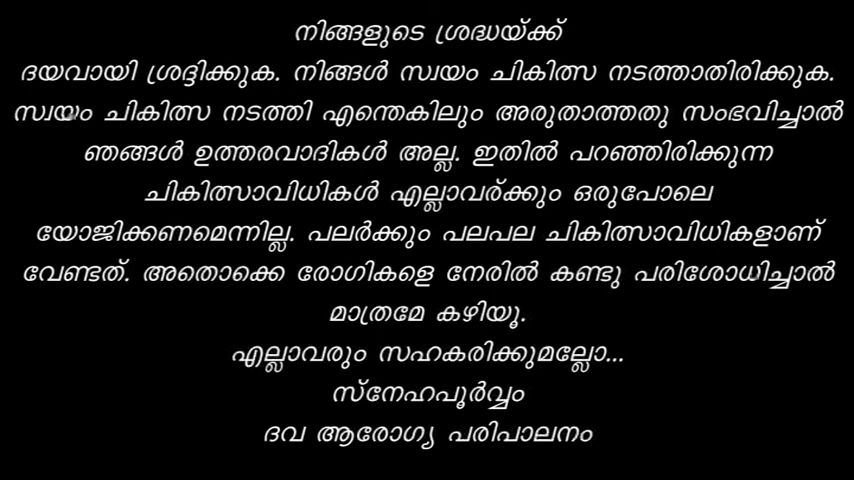 നിങ്ങളുടെ ശ്രദ്ധയ്ക്ക്
ദയവായി ശ്രദ്ദിക്കുക. നിങ്ങൾ സ്വയം ചികിത്സ നടത്താതിരിക്കുക.
സ്വയം ചികിത്സ നടത്തി എന്തെകിലും അരുതാത്തതു സംഭവിച്ചാൽ
ഞങ്ങൾ ഉത്തരവാദികൾ അല്ല. ഇതിൽ പറഞ്ഞിരിക്കുന്ന
ചികിത്സാവിധികൾ എല്ലാവര്ക്കും ഒരുപോലെ
യോജിക്കണമെന്നില്ല. പലർക്കും പലപല ചികിത്സാവിധികളാണ്
വേണ്ടത്. അതൊക്കെ രോഗികളെ നേരിൽ കണ്ടു പരിശോധിച്ചാൽ
മാത്രമേ കഴിയൂ.
എല്ലാവരും സഹകരിക്കുമല്ലോ...
സ്നേഹപൂർവ്വം
ദവ ആരോഗ്യ പരിപാലനം